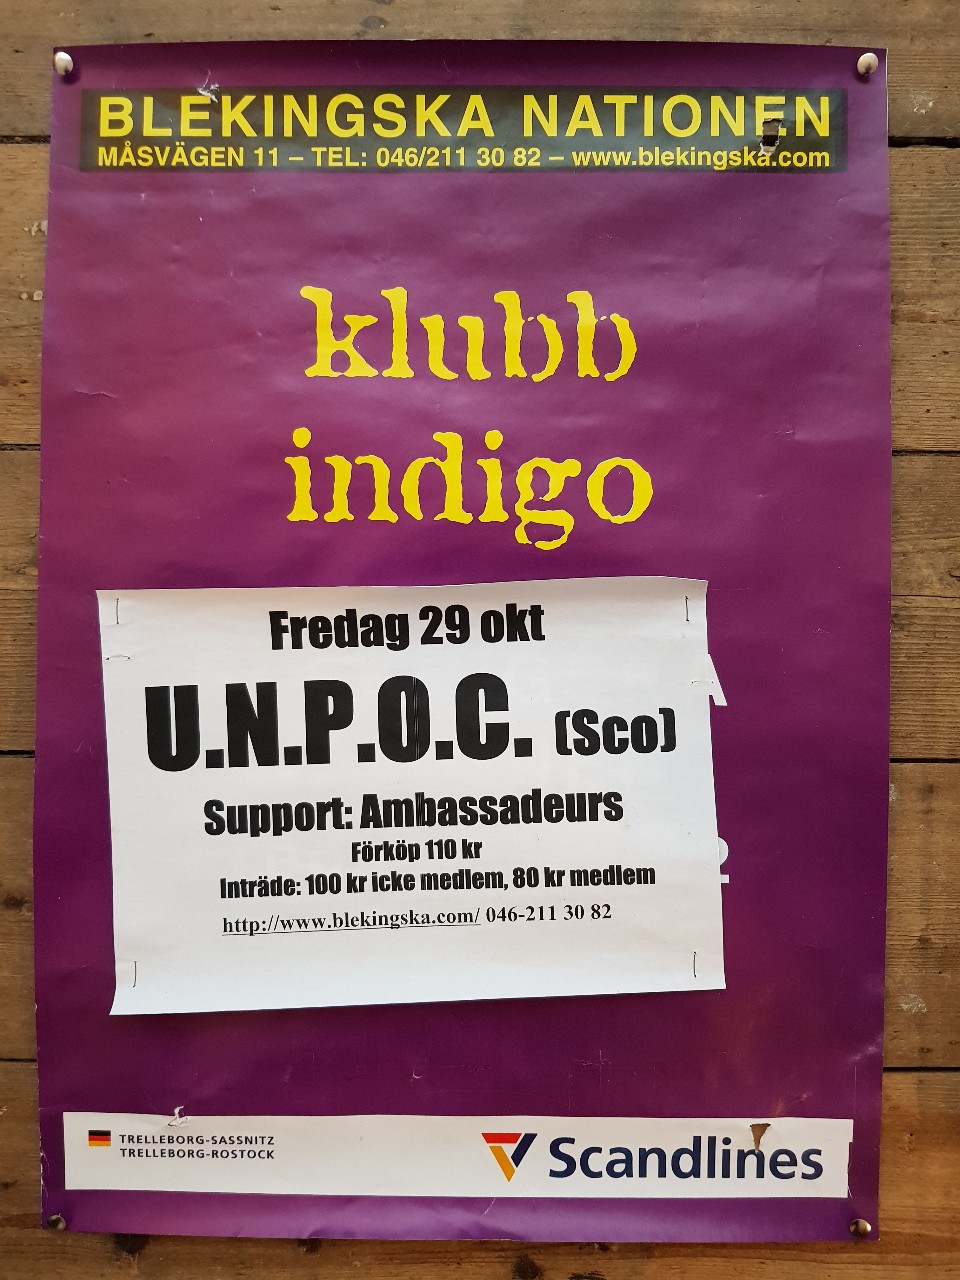 BLEKINGSKA NATIONEN
MÅSVÄGEN 11 – TEL: 046/211 30 82 – www.blekingska.com
klubb
indigo
Fredag 29 okt
U.N.P.O.C. (Sco)
Support: Ambassadeurs
Förköp 110 kr
Inträde: 100 kr icke medlem, 80 kr medlem
http://www.blekingska.com/ 046-211 30 82
TRELLEBORG-SASSNITZ
TRELLEBORG-ROSTOCK
Scandlines